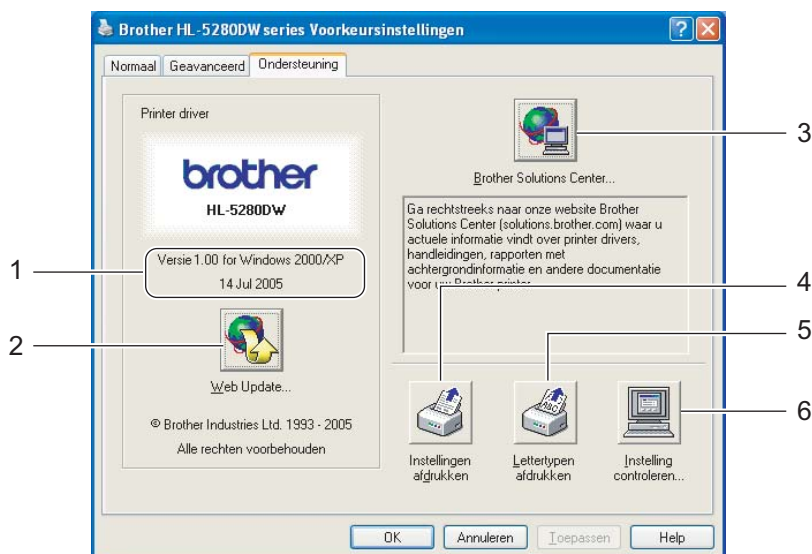 Brother HL-5280DW series Voorkeursinstellingen
Normaal Geavanceerd Ondersteuning
Printer driver
brother
HL-5280DW
Versie 1.00 for Windows 2000/XP
14 Jul 2005
Web Update...
© Brother Industries Ltd. 1993 - 2005
Alle rechten voorbehouden
Brother Solutions Center...
Ga rechtstreeks naar onze website Brother
Solutions Center (solutions.brother.com) waar u
actuele informatie vindt over printer drivers,
handleidingen, rapporten met
achtergrondinformatie en andere documentatie
voor uw Brother printer.
Instellingen
afdrukken
Lettertypen
afdrukken
Instelling
controleren...
OK Annuleren Toepassen Help
1
2
3
4
5
6